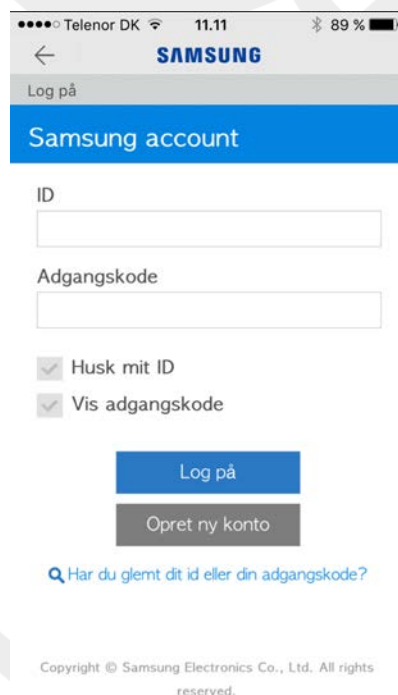 Telenor DK 11.11 89 %
SAMSUNG
Log på
Samsung account
ID
Adgangskode
Husk mit ID
Vis adgangskode
Log på
Opret ny konto
Har du glemt dit id eller din adgangskode?
Copyright © Samsung Electronics Co., Ltd. All rights
reserved.